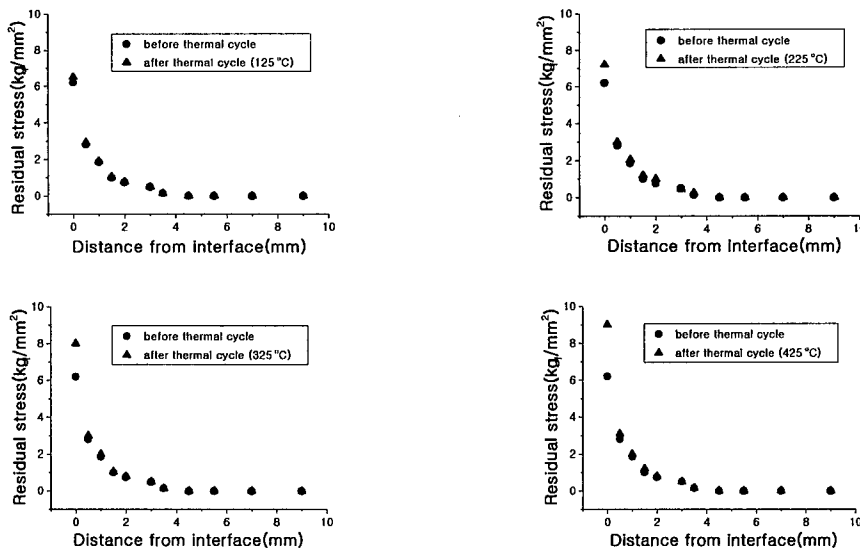 10
8
6
4
2
0
Residual stress(kg/mm²)
● before thermal cycle
▲ after thermal cycle (125 °C)
0 2 4 6 8 10
Distance from interface(mm)
10
8
6
4
2
0
Residual stress(kg/mm²)
● before thermal cycle
▲ after thermal cycle (225 °C)
0 2 4 6 8 10
Distance from interface(mm)
10
8
6
4
2
0
Residual stress(kg/mm²)
● before thermal cycle
▲ after thermal cycle (325 °C)
0 2 4 6 8 10
Distance from interface(mm)
10
8
6
4
2
0
Residual stress(kg/mm²)
● before thermal cycle
▲ after thermal cycle (425 °C)
0 2 4 6 8 10
Distance from interface(mm)